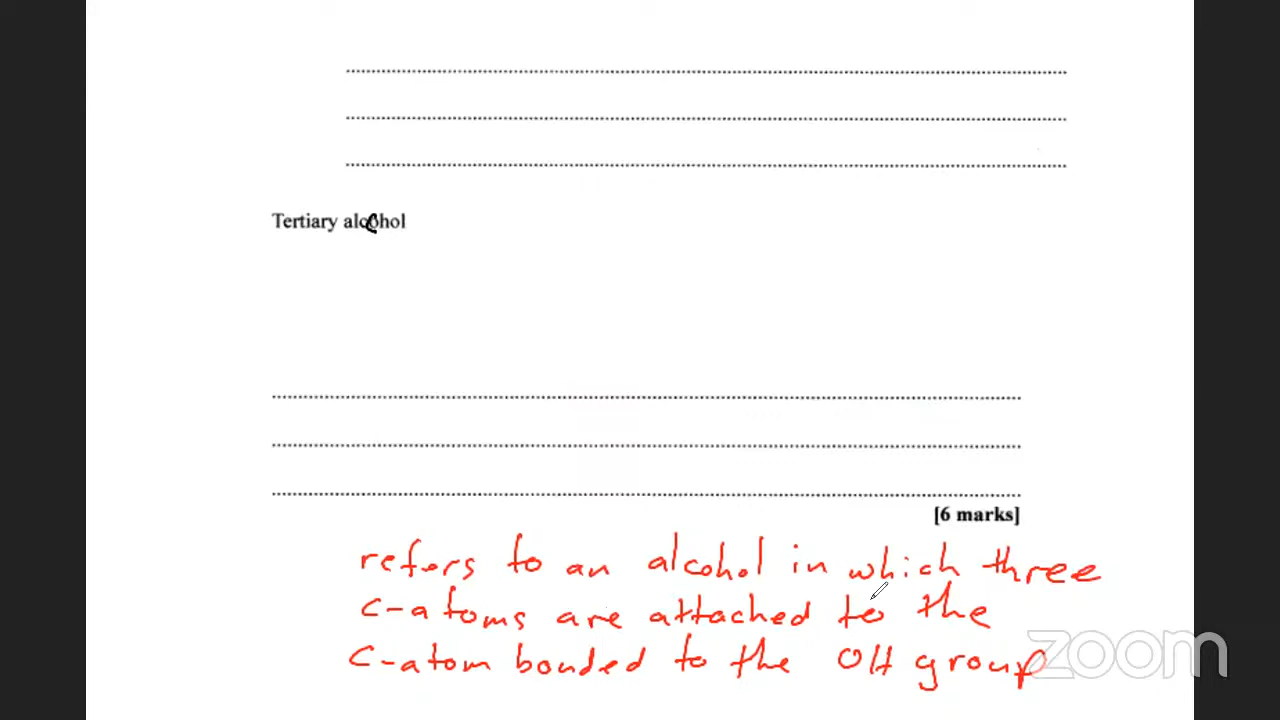 Tertiary alcohol
[6 marks]
refers to an alcohol in which three
c-atoms are attached to the
C-atom bonded to the OH group
zoom